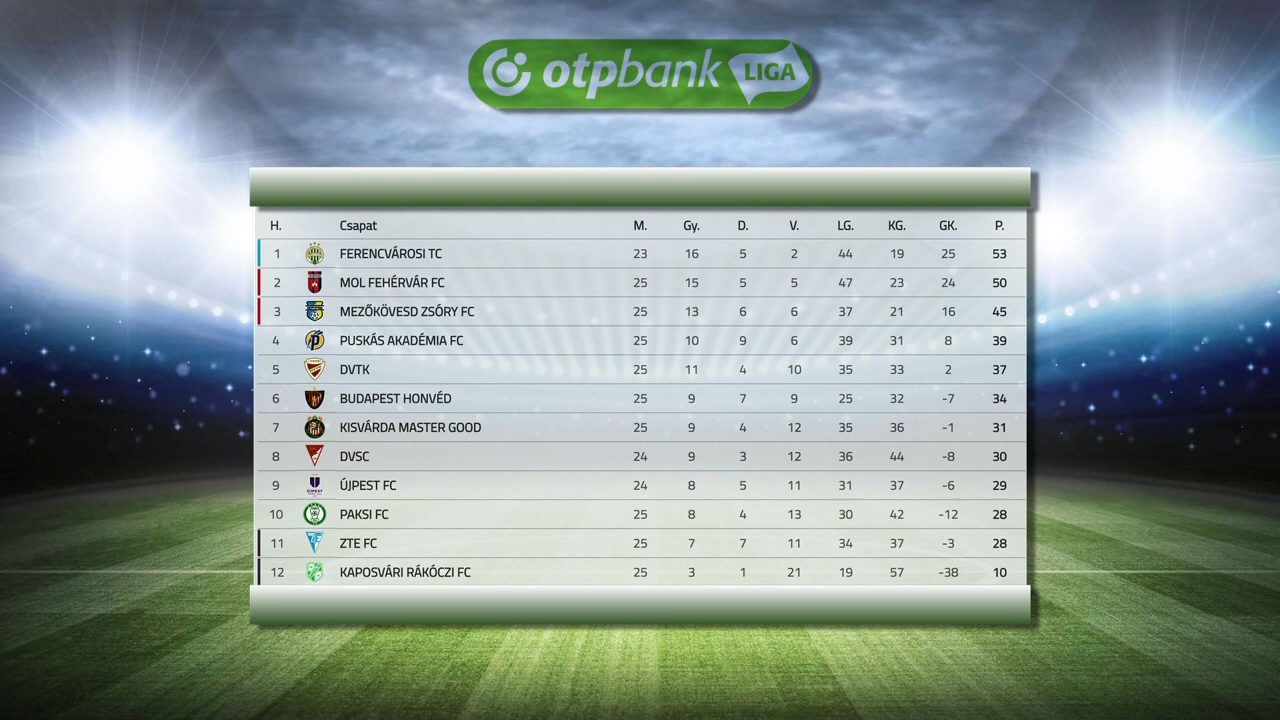 otpbank LIGA
H. Csapat M. Gy. D. V. LG. KG. GK. P.
1 FERENCVÁROSI TC 23 16 5 2 44 19 25 53
2 MOL FEHÉRVÁR FC 25 15 5 5 47 23 24 50
3 MEZŐKÖVESD ZSÓRY FC 25 13 6 6 37 21 16 45
4 PUSKÁS AKADÉMIA FC 25 10 9 6 39 31 8 39
5 DVTK 25 11 4 10 35 33 2 37
6 BUDAPEST HONVÉD 25 9 7 9 25 32 -7 34
7 KISVÁRDA MASTER GOOD 25 9 4 12 35 36 -1 31
8 DVSC 24 9 3 12 36 44 -8 30
9 ÚJPEST FC 24 8 5 11 31 37 -6 29
10 PAKSI FC 25 8 4 13 30 42 -12 28
11 ZTE FC 25 7 7 11 34 37 -3 28
12 KAPOSVÁRI RÁKÓCZI FC 25 3 1 21 19 57 -38 10